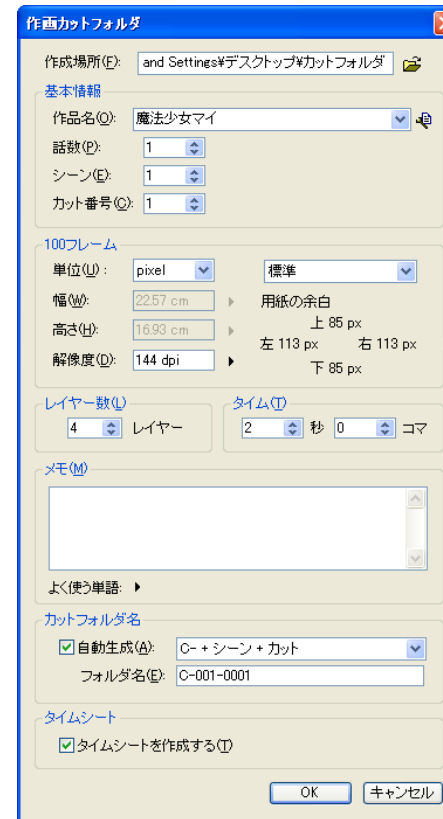 作画カットフォルダ
作成場所(F): and Settings¥デスクトップ¥カットフォルダ
基本情報
作品名(O): 魔法少女マイ
話数(P): 1
シーン(E): 1
カット番号(C): 1
100フレーム
単位(U): pixel 標準
幅(W): 22.57 cm 用紙の余白
上 85 px
高さ(H): 16.93 cm
左 113 px 右 113 px
解像度(D): 144 dpi
下 85 px
レイヤー数(L) タイム(T)
4 レイヤー 2 秒 0 コマ
メモ(M)
よく使う単語:
カットフォルダ名
自動生成(A): C- + シーン + カット
フォルダ名(E): C-001-0001
タイムシート
タイムシートを作成する(T)
OK キャンセル